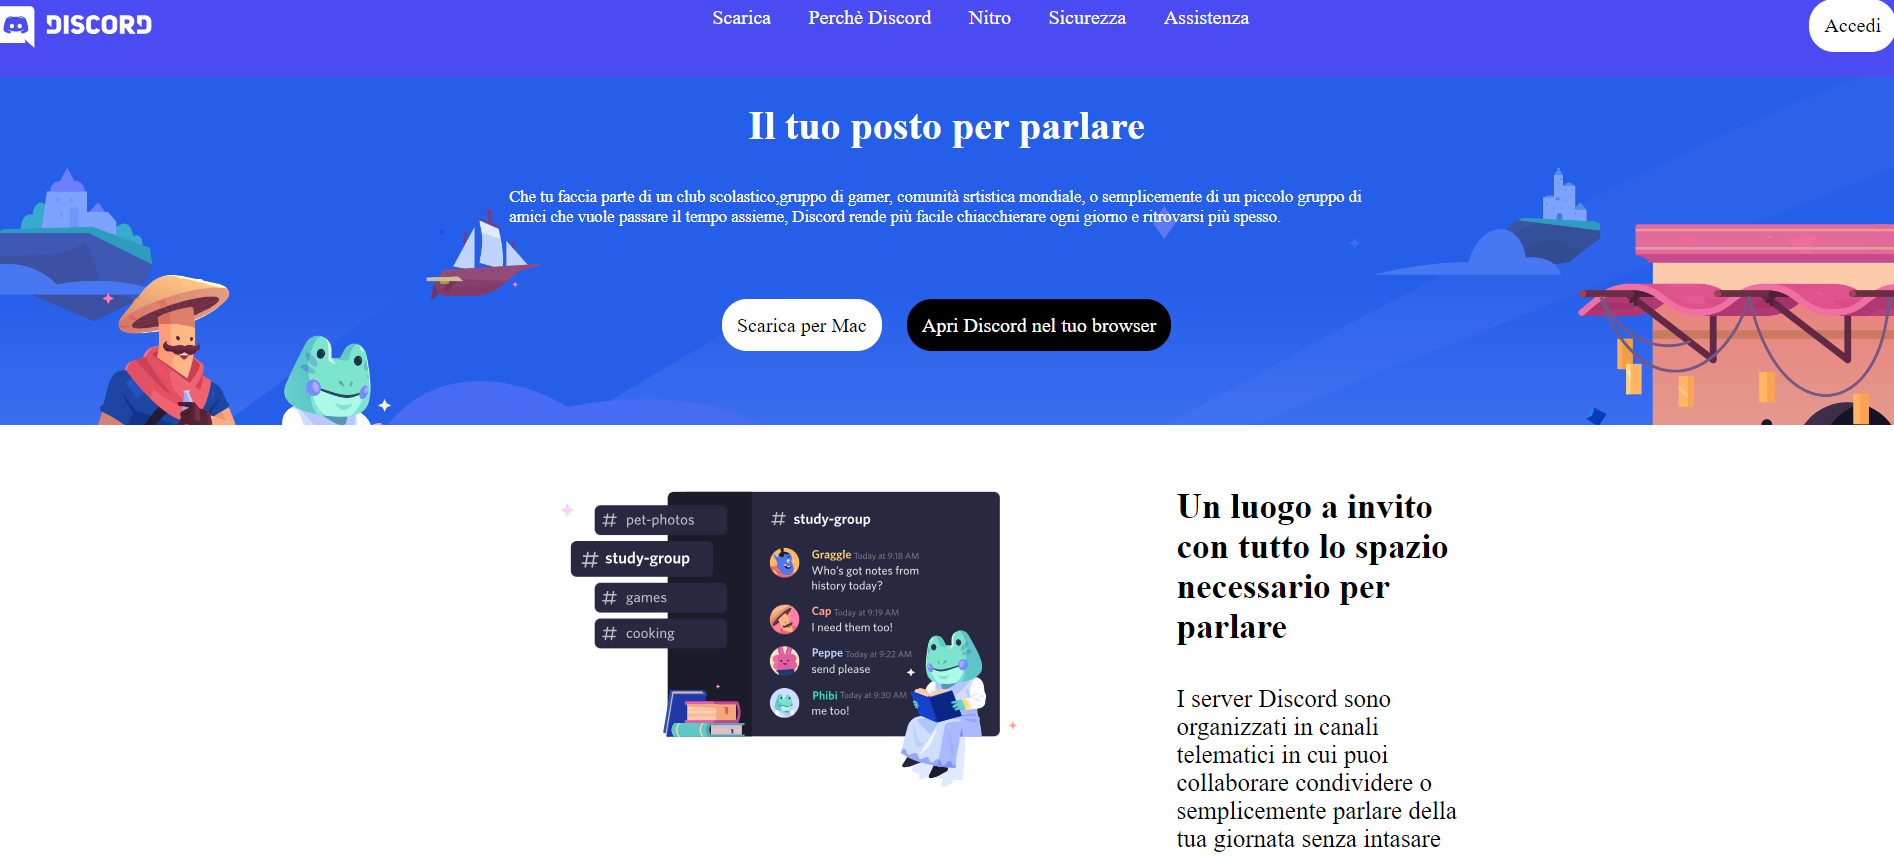 DISCORD
Scarica Perchè Discord Nitro Sicurezza Assistenza
Accedi
Il tuo posto per parlare
Che tu faccia parte di un club scolastico,gruppo di gamer, comunità srtistica mondiale, o semplicemente di un piccolo gruppo di
amici che vuole passare il tempo assieme, Discord rende più facile chiacchierare ogni giorno e ritrovarsi più spesso.
Scarica per Mac
Apri Discord nel tuo browser
# pet-photos
# study-group
# games
# cooking
# study-group
Graggle Today at 9:18 AM
Who's got notes from
history today?
Cap Today at 9:19 AM
I need them too!
Peppe Today at 9:22 AM
send please
Phibi Today at 9:30 AM
me too!
Un luogo a invito
con tutto lo spazio
necessario per
parlare
I server Discord sono
organizzati in canali
telematici in cui puoi
collaborare condividere o
semplicemente parlare della
tua giornata senza intasare